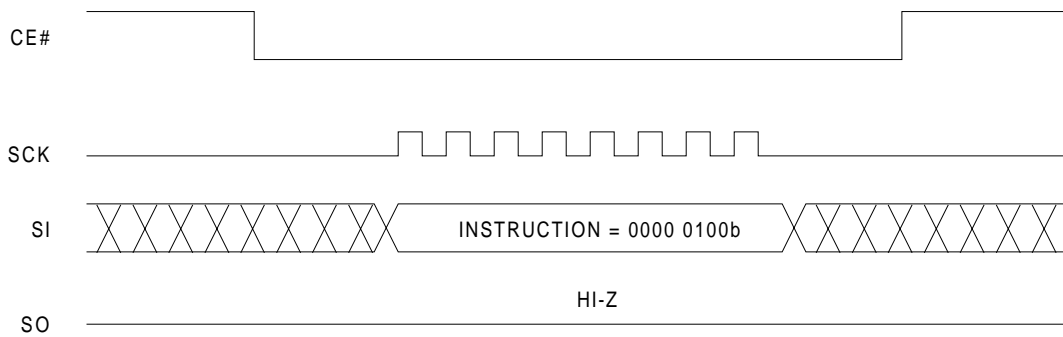 CE#
SCK
SI
INSTRUCTION = 0000 0100b
HI-Z
SO